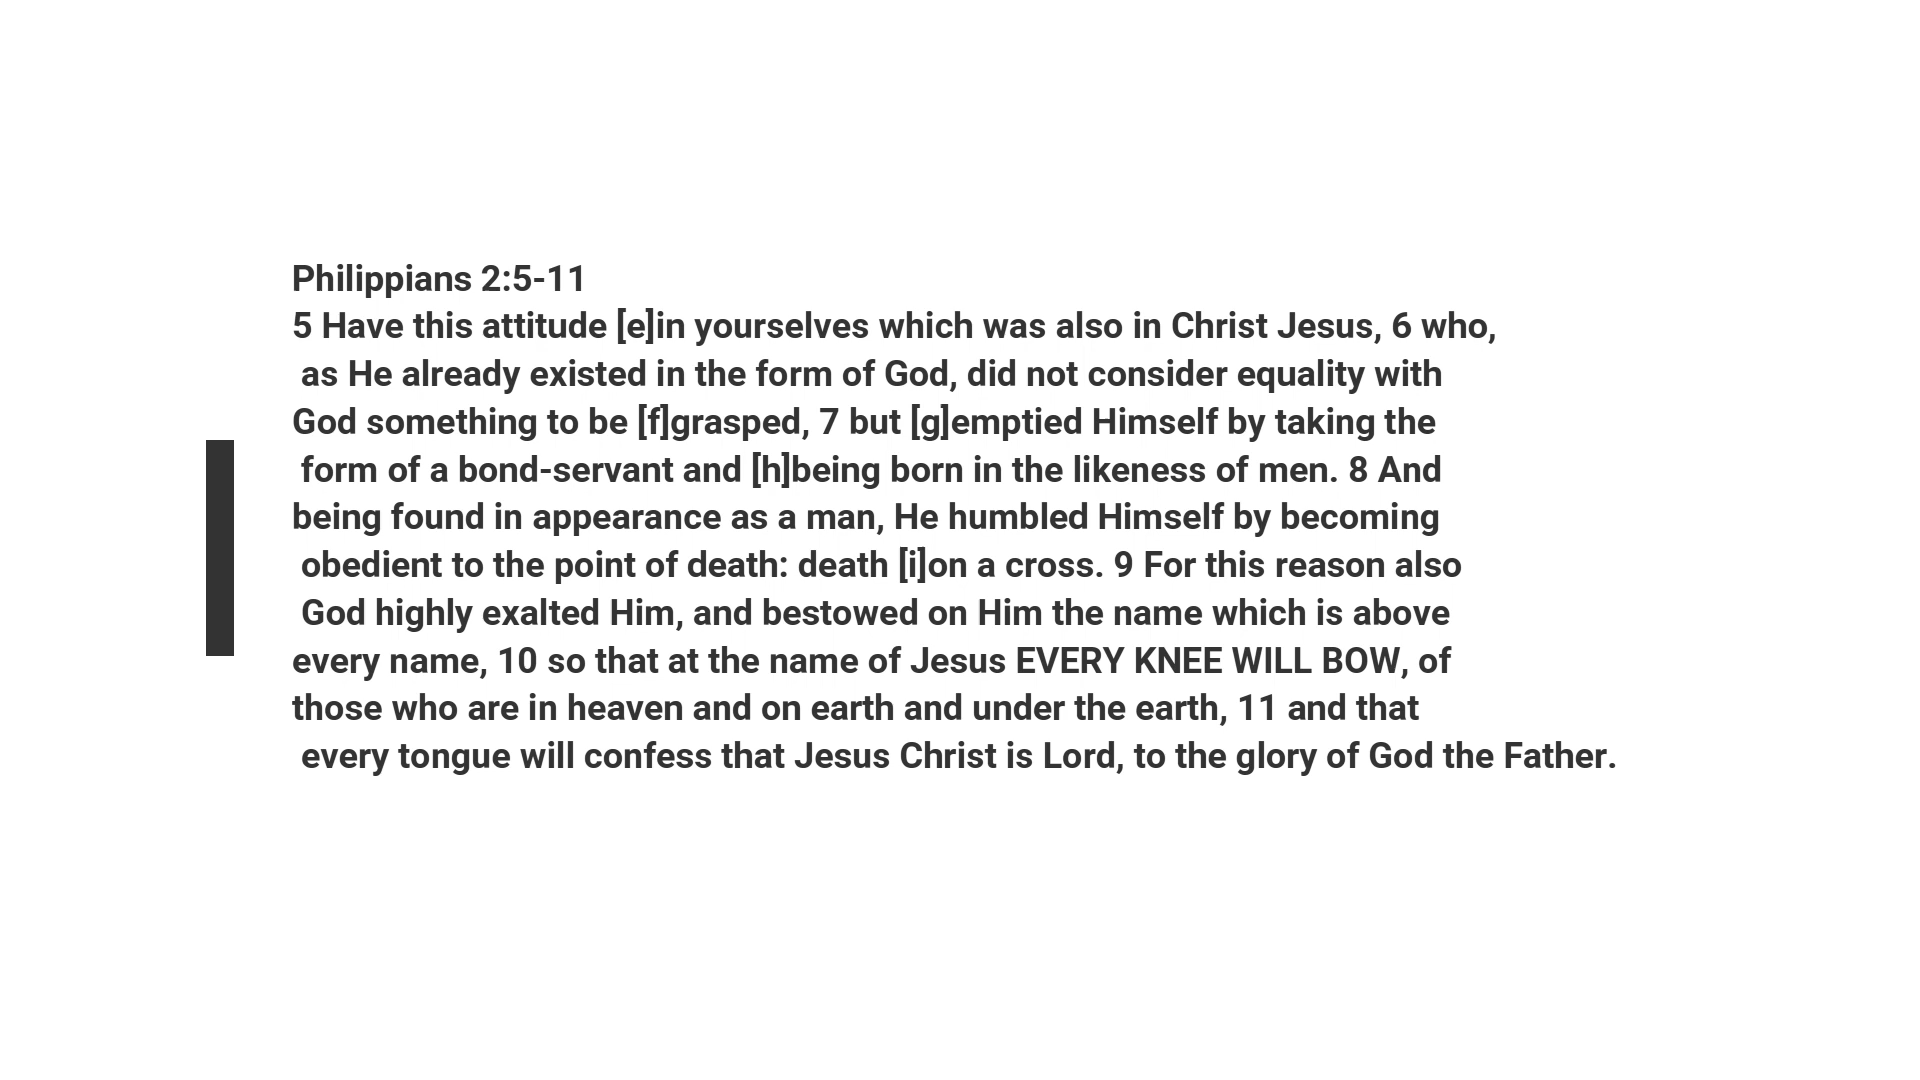 Philippians 2:5-11
5 Have this attitude [e]in yourselves which was also in Christ Jesus, 6 who,
as He already existed in the form of God, did not consider equality with
God something to be [f]grasped, 7 but [g]emptied Himself by taking the
form of a bond-servant and [h]being born in the likeness of men. 8 And
being found in appearance as a man, He humbled Himself by becoming
obedient to the point of death: death [i]on a cross. 9 For this reason also
God highly exalted Him, and bestowed on Him the name which is above
every name, 10 so that at the name of Jesus EVERY KNEE WILL BOW, of
those who are in heaven and on earth and under the earth, 11 and that
every tongue will confess that Jesus Christ is Lord, to the glory of God the Father.